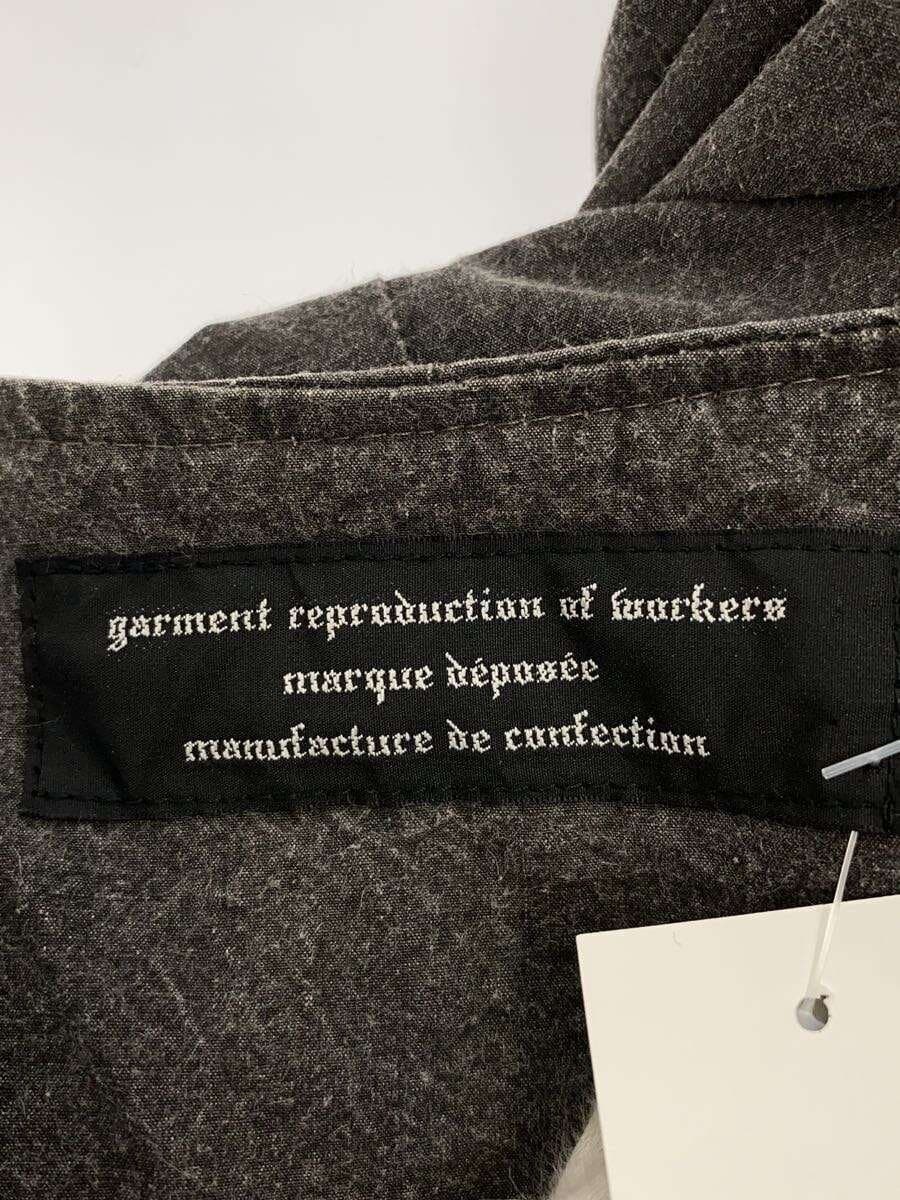 garment reproduction of workers
marque déposée
manufacture de confection